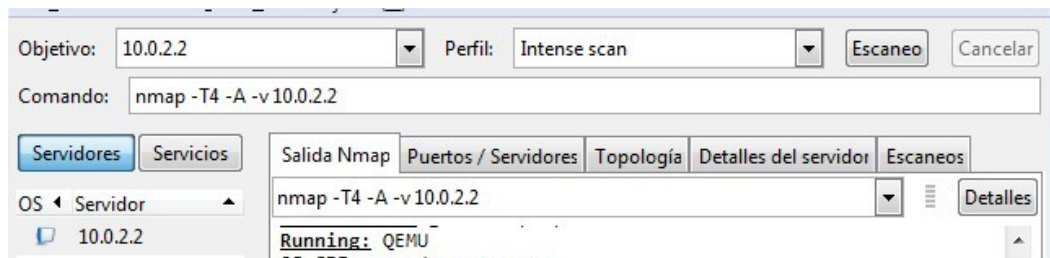 Objetivo: 10.0.2.2 Perfil: Intense scan Escaneo Cancelar
Comando: nmap -T4 -A -v 10.0.2.2
Servidores Servicios Salida Nmap Puertos / Servidores Topología Detalles del servidor Escaneos
OS Servidor nmap -T4 -A -v 10.0.2.2 Detalles
10.0.2.2
Running: QEMU